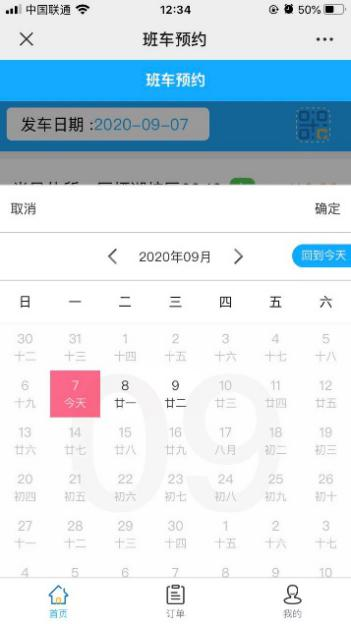 中国联通 12:34 50%
班车预约
班车预约
发车日期 :2020-09-07
取消 确定
2020年09月 回到今天
日 一 二 三 四 五 六
30 31 1 2 3 4 5
十二 十三 十四 十五 十六 十七 十八
09
6 7 8 9 10 11 12
十九 今天 廿一 廿二 廿三 廿四 廿五
13 14 15 16 17 18 19
廿六 廿七 廿八 廿九 八月 初二 初三
20 21 22 23 24 25 26
初四 初五 初六 初七 初八 初九 初十
27 28 29 30 1 2 3
十一 十二 十三 十四 十五 十六 十七
4 5 6 7 8 9 10
首页 订单 我的